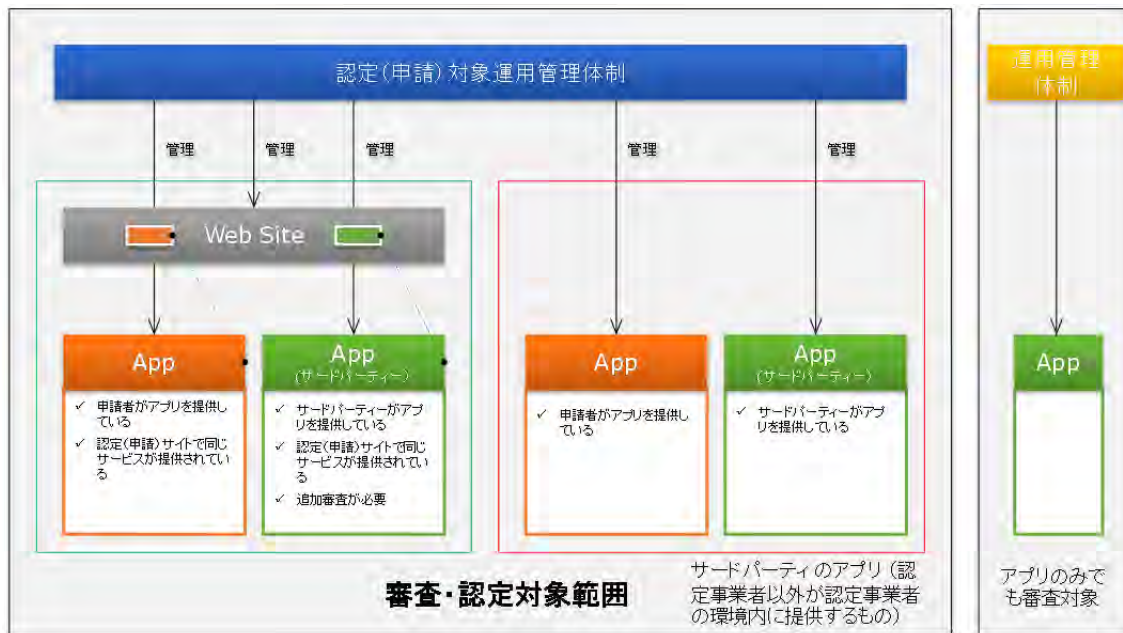 認定(申請)対象運用管理体制
運用管理
体制
管理
管理
管理
管理
管理
Web Site
App
申請者がアプリを提供し
ている
認定(申請)サイトで同じ
サービスが提供されてい
る
App
(サードパーティー)
サードパーティーがアプ
リを提供している
認定(申請)サイトで同じ
サービスが提供されてい
る
追加審査が必要
App
申請者がアプリを提供し
ている
App
(サードパーティー)
サードパーティーがアプ
リを提供している
App
審査・認定対象範囲
サードパーティのアプリ(認
定事業者以外が認定事業者
の環境内に提供するもの)
アプリのみで
も審査対象